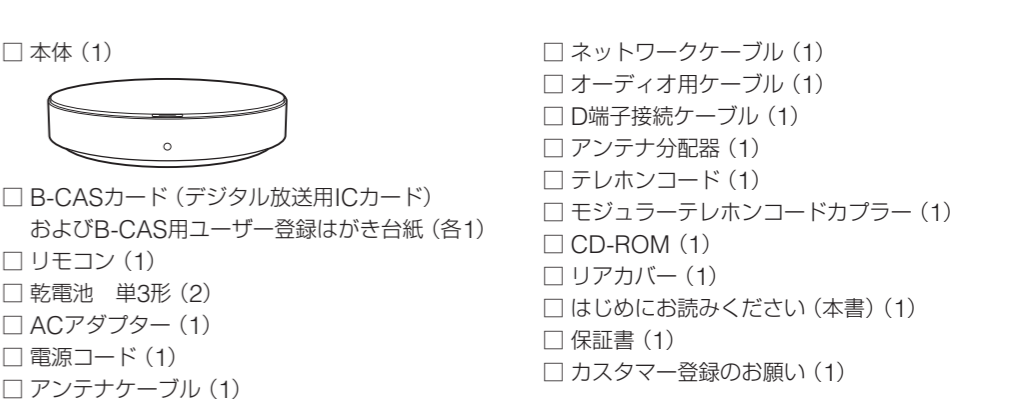 □ 本体（1）
□ B-CASカード（デジタル放送用ICカード）
およびB-CAS用ユーザー登録はがき台紙（各1）
□ リモコン（1）
□ 乾電池　単3形（2）
□ ACアダプター（1）
□ 電源コード（1）
□ アンテナケーブル（1）
□ ネットワークケーブル（1）
□ オーディオ用ケーブル（1）
□ D端子接続ケーブル（1）
□ アンテナ分配器（1）
□ テレホンコード（1）
□ モジュラーテレホンコードカプラー（1）
□ CD-ROM（1）
□ リアカバー（1）
□ はじめにお読みください（本書）（1）
□ 保証書（1）
□ カスタマー登録のお願い（1）